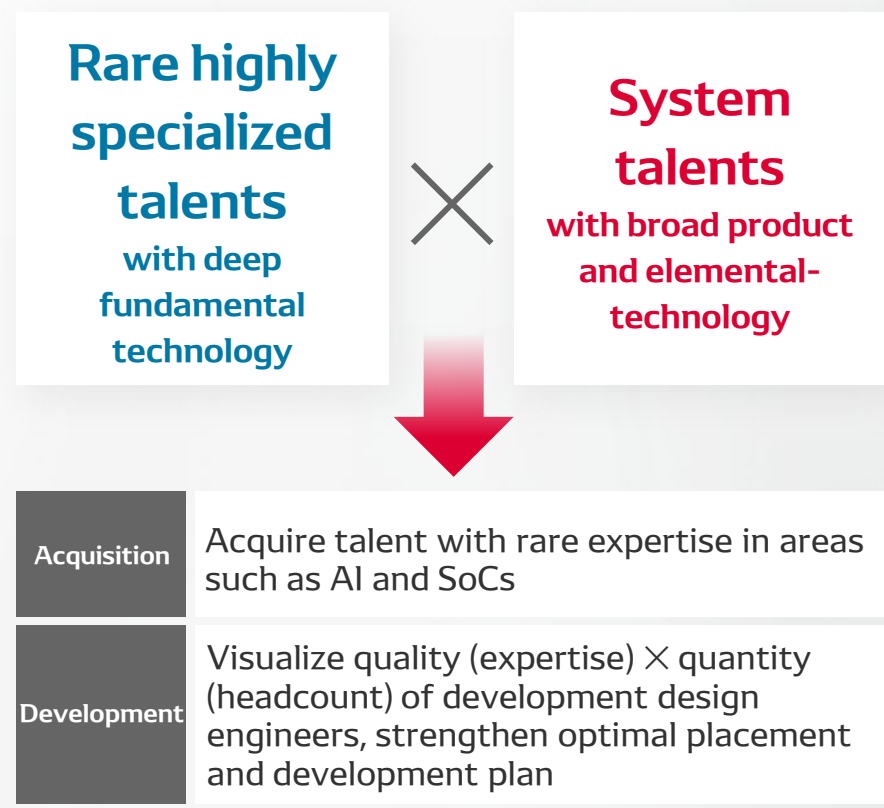 Rare highly
specialized
talents
with deep
fundamental
technology
×
System
talents
with broad product
and elemental-
technology
Acquisition
Acquire talent with rare expertise in areas
such as AI and SoCs
Development
Visualize quality (expertise) × quantity
(headcount) of development design
engineers, strengthen optimal placement
and development plan